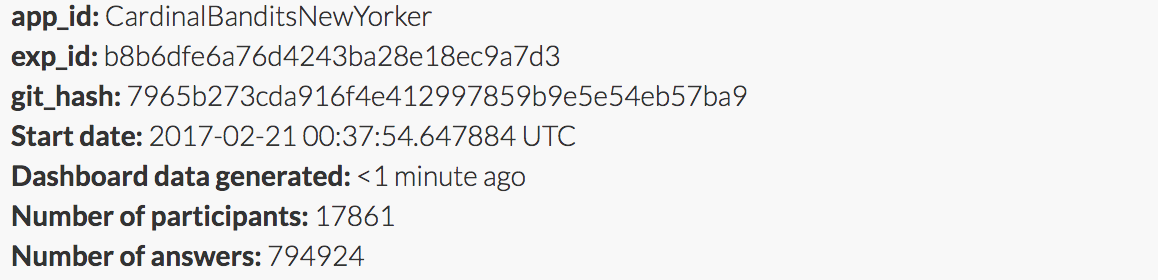 app_id: CardinalBanditsNewYorker
exp_id: b8b6dfe6a76d4243ba28e18ec9a7d3
git_hash: 7965b273cda916f4e412997859b9e5e54eb57ba9
Start date: 2017-02-21 00:37:54.647884 UTC
Dashboard data generated: <1 minute ago
Number of participants: 17861
Number of answers: 794924